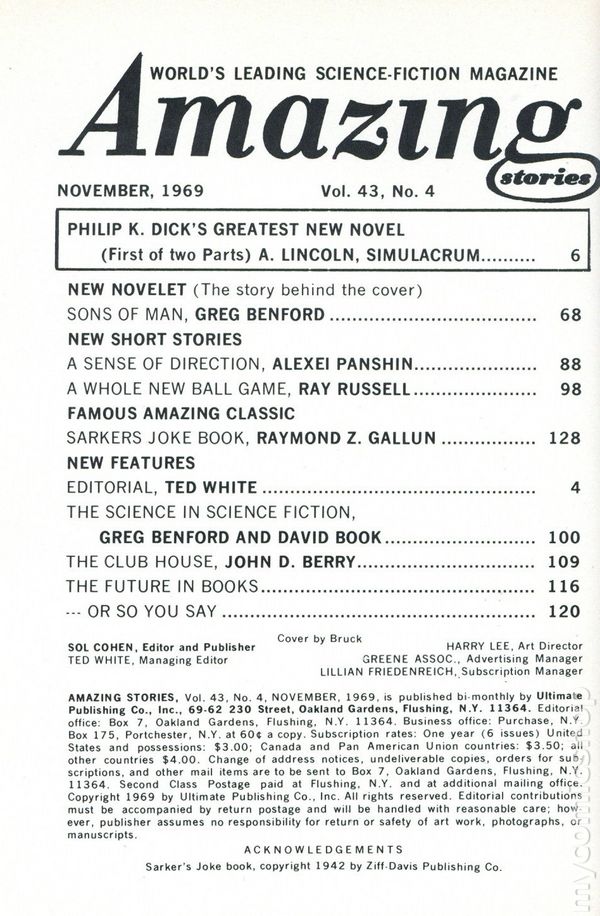 WORLD'S LEADING SCIENCE-FICTION MAGAZINE
Amazing
stories
NOVEMBER, 1969 Vol. 43, No. 4
PHILIP K. DICK'S GREATEST NEW NOVEL
(First of two Parts) A. LINCOLN, SIMULACRUM.......... 6
NEW NOVELET (The story behind the cover)
SONS OF MAN, GREG BENFORD .................................... 68
NEW SHORT STORIES
A SENSE OF DIRECTION, ALEXEI PANSHIN..................... 88
A WHOLE NEW BALL GAME, RAY RUSSELL..................... 98
FAMOUS AMAZING CLASSIC
SARKERS JOKE BOOK, RAYMOND Z. GALLUN ................ 128
NEW FEATURES
EDITORIAL, TED WHITE ............................................... 4
THE SCIENCE IN SCIENCE FICTION,
GREG BENFORD AND DAVID BOOK.......................... 100
THE CLUB HOUSE, JOHN D. BERRY............................... 109
THE FUTURE IN BOOKS................................................ 116
--- OR SO YOU SAY ...................................................... 120
Cover by Bruck
SOL COHEN, Editor and Publisher HARRY LEE, Art Director
TED WHITE, Managing Editor GREENE ASSOC., Advertising Manager
LILLIAN FRIEDENREICH, Subscription Manager
AMAZING STORIES, Vol. 43, No. 4, NOVEMBER, 1969, is published bi-monthly by Ultimate
Publishing Co., Inc., 69-62 230 Street, Oakland Gardens, Flushing, N.Y. 11364. Editorial
office: Box 7, Oakland Gardens, Flushing, N.Y. 11364. Business office: Purchase, N.Y.
Box 175, Portchester, N.Y. at 60¢ a copy. Subscription rates: One year (6 issues) United
States and possessions: $3.00; Canada and Pan American Union countries: $3.50; all
other countries $4.00. Change of address notices, undeliverable copies, orders for sub-
scriptions, and other mail items are to be sent to Box 7, Oakland Gardens, Flushing, N.Y.
11364. Second Class Postage paid at Flushing, N.Y. and at additional mailing office.
Copyright 1969 by Ultimate Publishing Co., Inc. All rights reserved. Editorial contributions
must be accompanied by return postage and will be handled with reasonable care; how-
ever, publisher assumes no responsibility for return or safety of art work, photographs, or
manuscripts.
ACKNOWLEDGEMENTS
Sarker's Joke book, copyright 1942 by Ziff-Davis Publishing Co.
mycomicshop